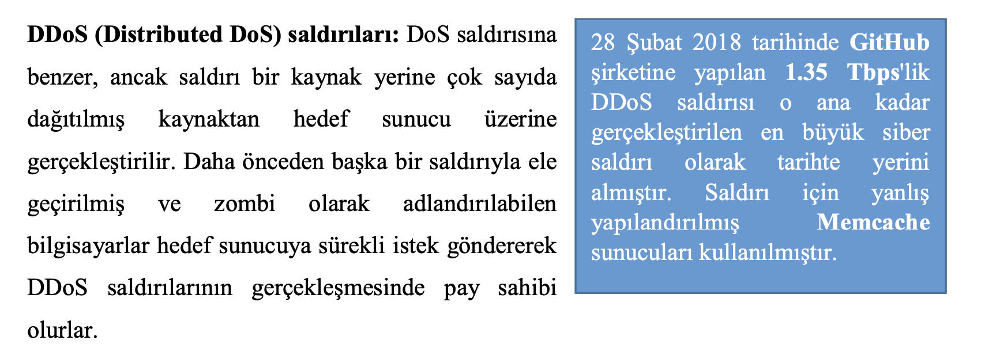 DDoS (Distributed DoS) saldırıları: DoS saldırısına
benzer, ancak saldırı bir kaynak yerine çok sayıda
dağıtılmış kaynaktan hedef sunucu üzerine
gerçekleştirilir. Daha önceden başka bir saldırıyla ele
geçirilmiş ve zombi olarak adlandırılabilen
bilgisayarlar hedef sunucuya sürekli istek göndererek
DDoS saldırılarının gerçekleşmesinde pay sahibi
olurlar.
28 Şubat 2018 tarihinde GitHub
şirketine yapılan 1.35 Tbps'lik
DDoS saldırısı o ana kadar
gerçekleştirilen en büyük siber
saldırı olarak tarihte yerini
almıştır. Saldırı için yanlış
yapılandırılmış Memcache
sunucuları kullanılmıştır.